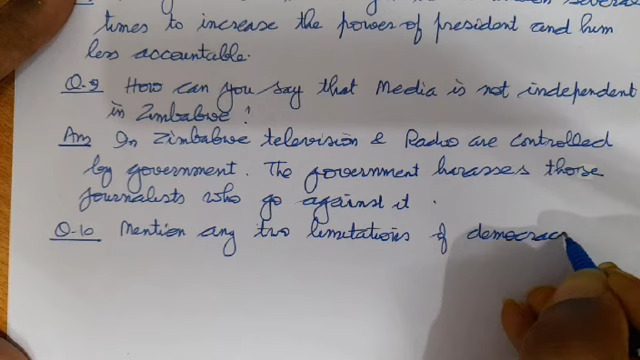 times to increase the power of president and him
less accountable.
Q.9 How can you say that Media is not independent
in Zimbabwe?
Ans In Zimbabwe television & Radio are controlled
by government. The government harasses those
journalists who go against it.
Q.10 Mention any two limitations of democrac